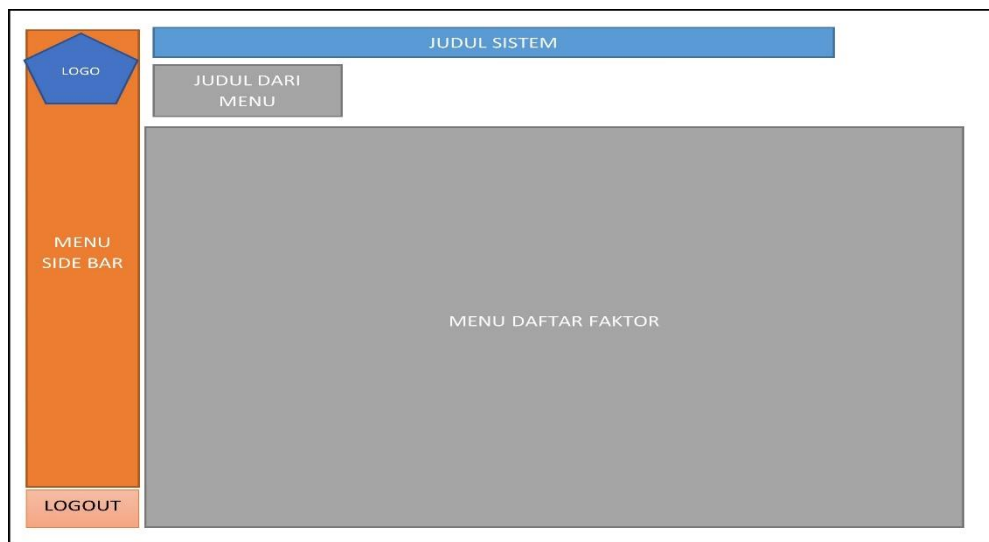 JUDUL SISTEM
LOGO
JUDUL DARI
MENU
MENU
SIDE BAR
MENU DAFTAR FAKTOR
LOGOUT